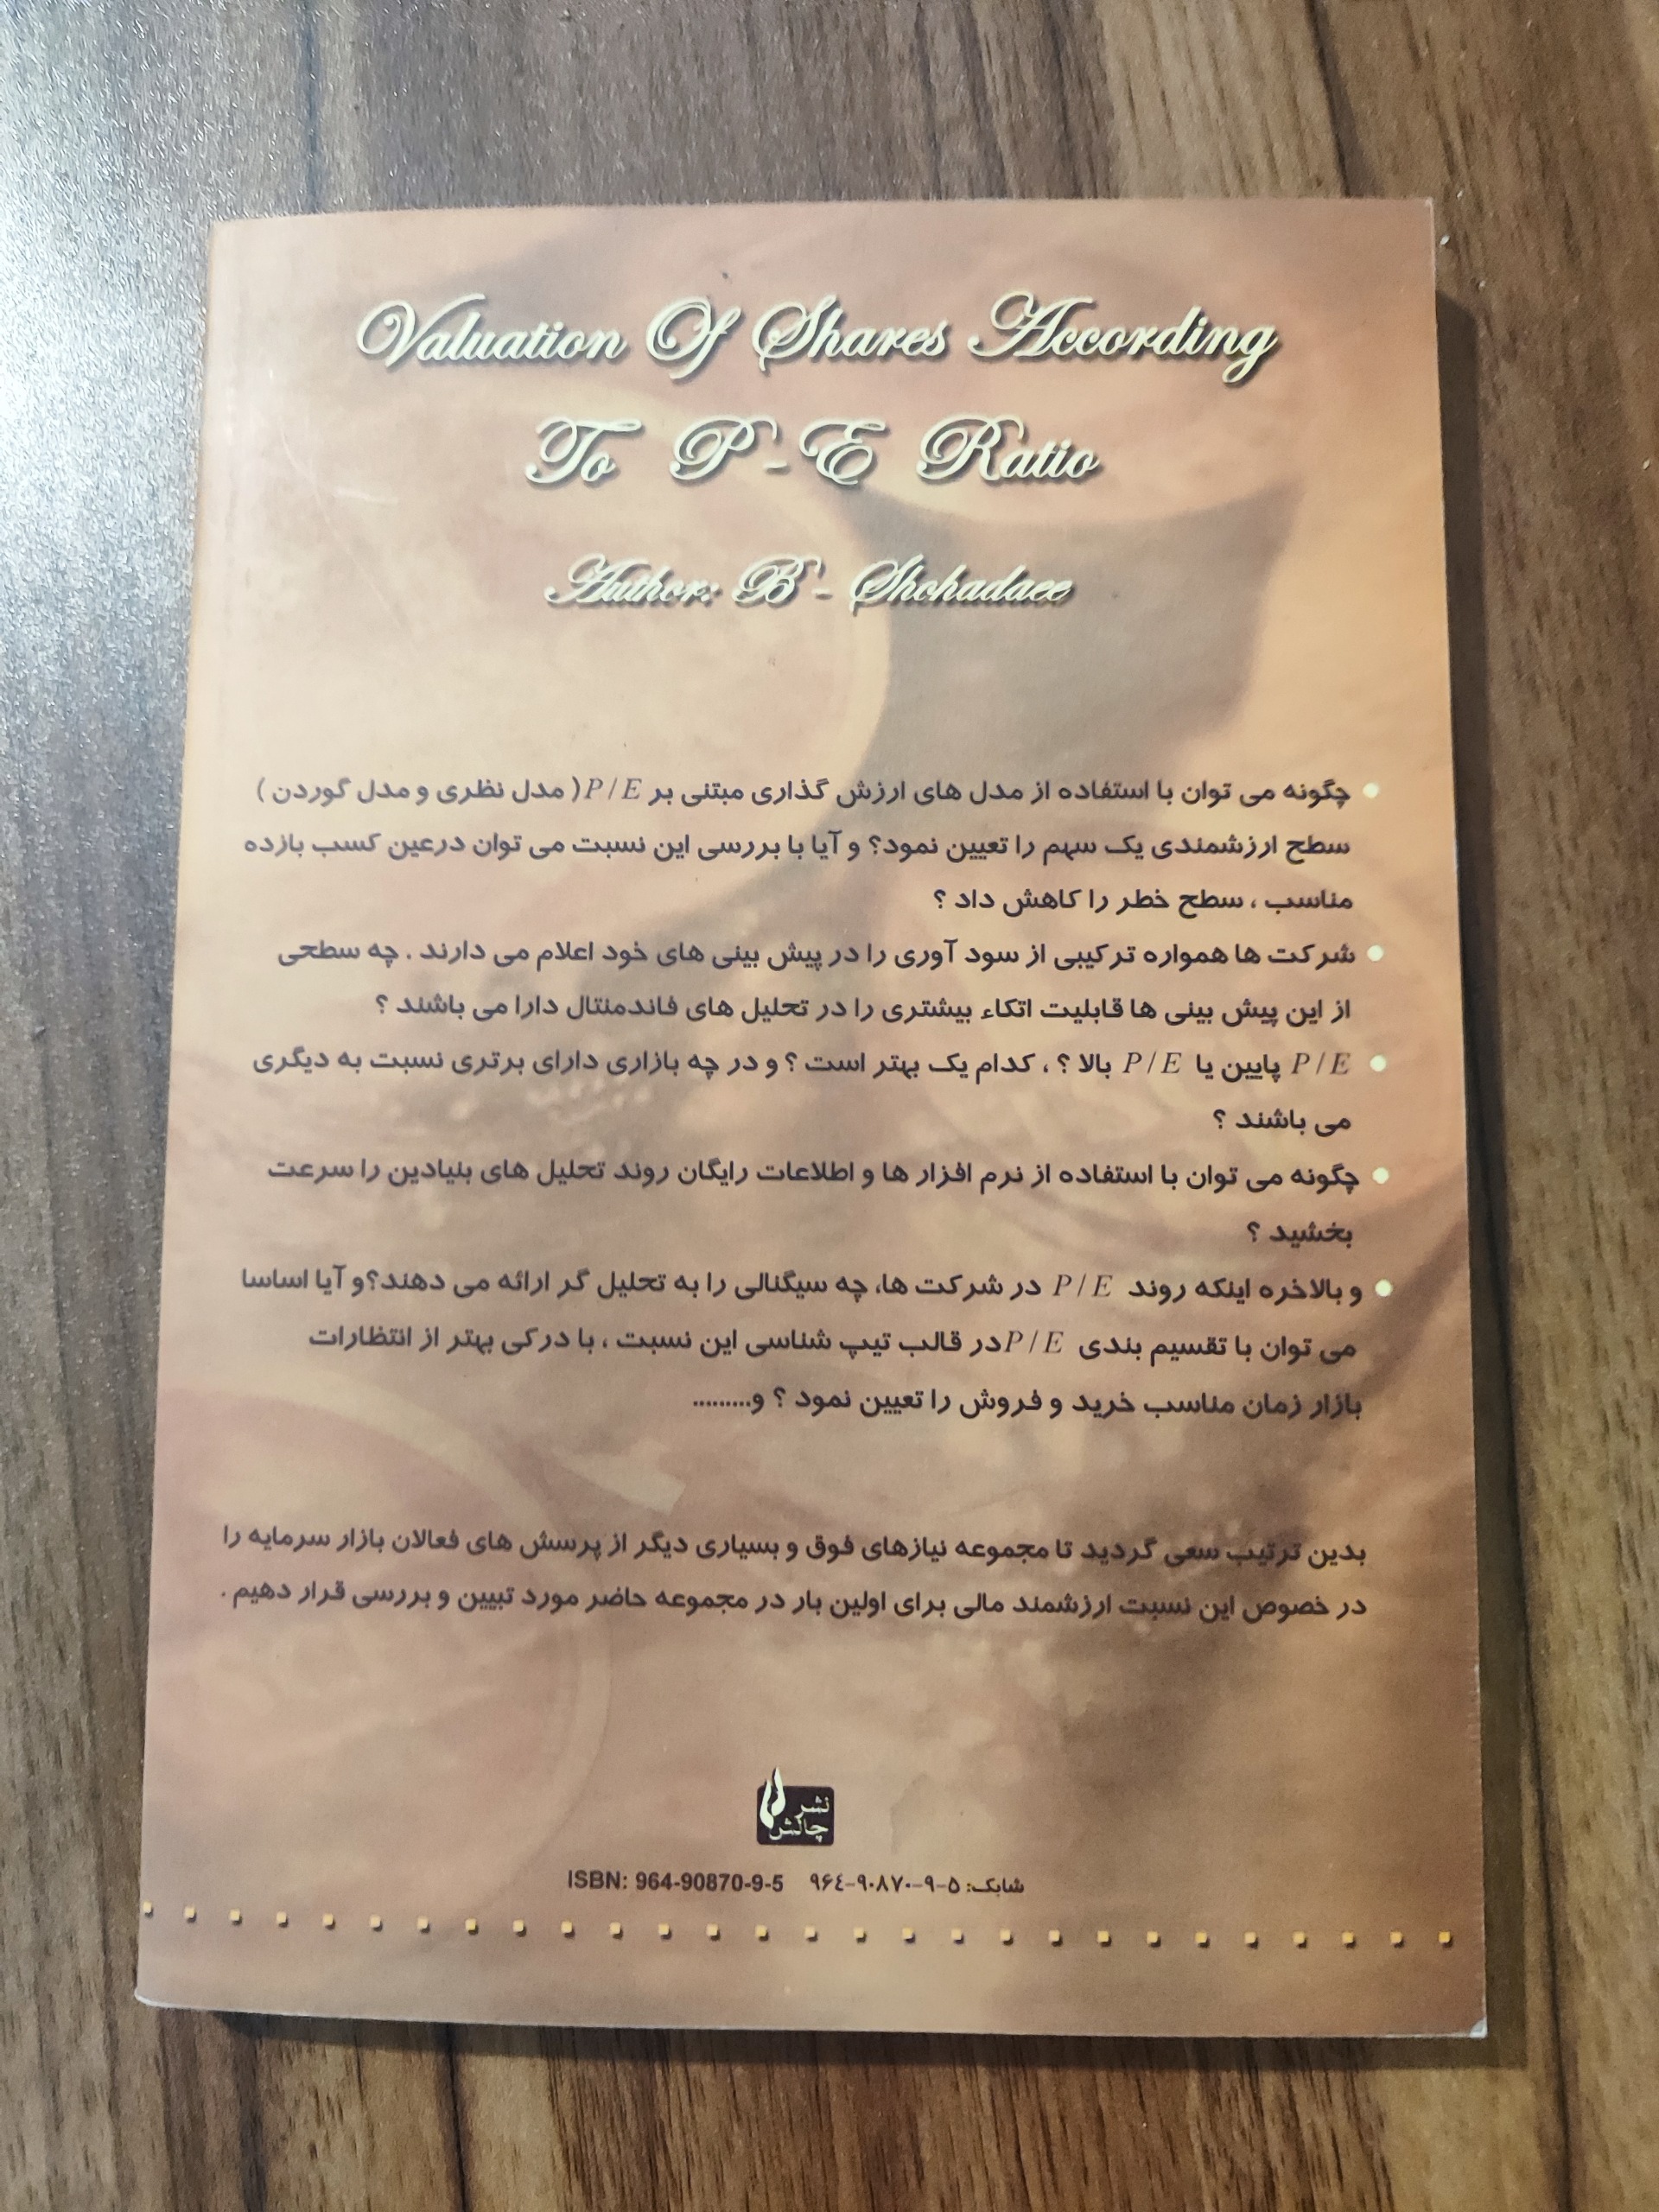 Valuation Of Shares According
To P-E Ratio
Author: B - Shohadaee
چگونه می توان با استفاده از مدل های ارزش گذاری مبتنی بر P/E( مدل نظری و مدل گوردن )
سطح ارزشمندی یک سهم را تعیین نمود؟ و آیا با بررسی این نسبت می توان درعین کسب بازده
مناسب ، سطح خطر را کاهش داد ؟
شرکت ها همواره ترکیبی از سود آوری را در پیش بینی های خود اعلام می دارند . چه سطحی
از این پیش بینی ها قابلیت اتکاء بیشتری را در تحلیل های فاندمنتال دارا می باشند ؟
P/E پایین یا P/E بالا ؟ ، کدام یک بهتر است ؟ و در چه بازاری دارای برتری نسبت به دیگری
می باشند ؟
چگونه می توان با استفاده از نرم افزار ها و اطلاعات رایگان روند تحلیل های بنیادین را سرعت
بخشید ؟
و بالاخره اینکه روند P/E در شرکت ها، چه سیگنالی را به تحلیل گر ارائه می دهند؟و آیا اساسا
می توان با تقسیم بندی P/Eدر قالب تیپ شناسی این نسبت ، با درکی بهتر از انتظارات
بازار زمان مناسب خرید و فروش را تعیین نمود ؟ و.........
بدین ترتیب سعی گردید تا مجموعه نیازهای فوق و بسیاری دیگر از پرسش های فعالان بازار سرمایه را
در خصوص این نسبت ارزشمند مالی برای اولین بار در مجموعه حاضر مورد تبیین و بررسی قرار دهیم .
نشر
چالش
ISBN: 964-90870-9-5 شابک: ۵-۹-۹۰۸۷۰-۹۶۴